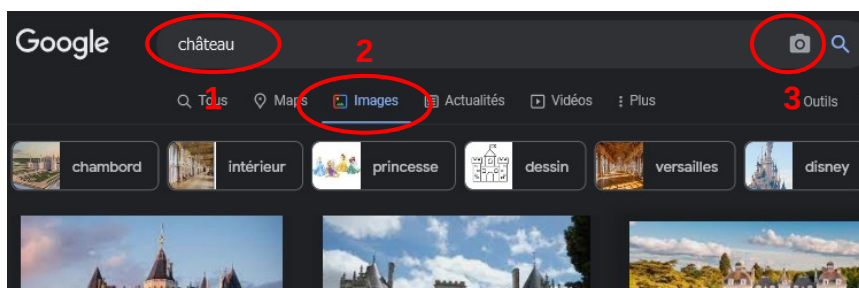 Google château
2
1 3
Tous Maps Images Actualités Vidéos Plus Outils
chambord intérieur princesse dessin versailles disney